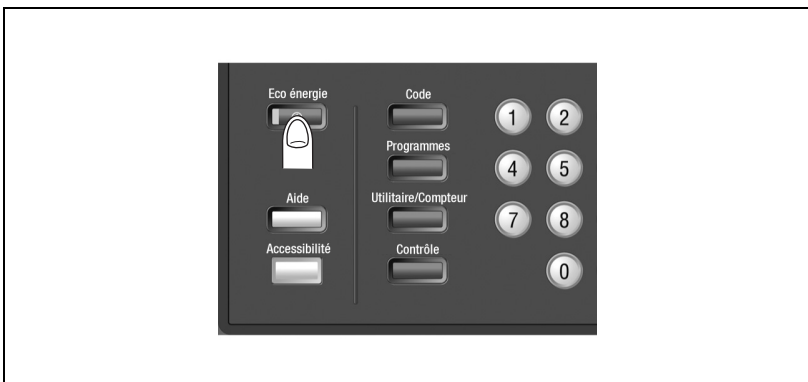 Eco énergie
Code
1 2
Programmes
4 5
Aide
Utilitaire/Compteur
7 8
Accessibilité
Contrôle
0